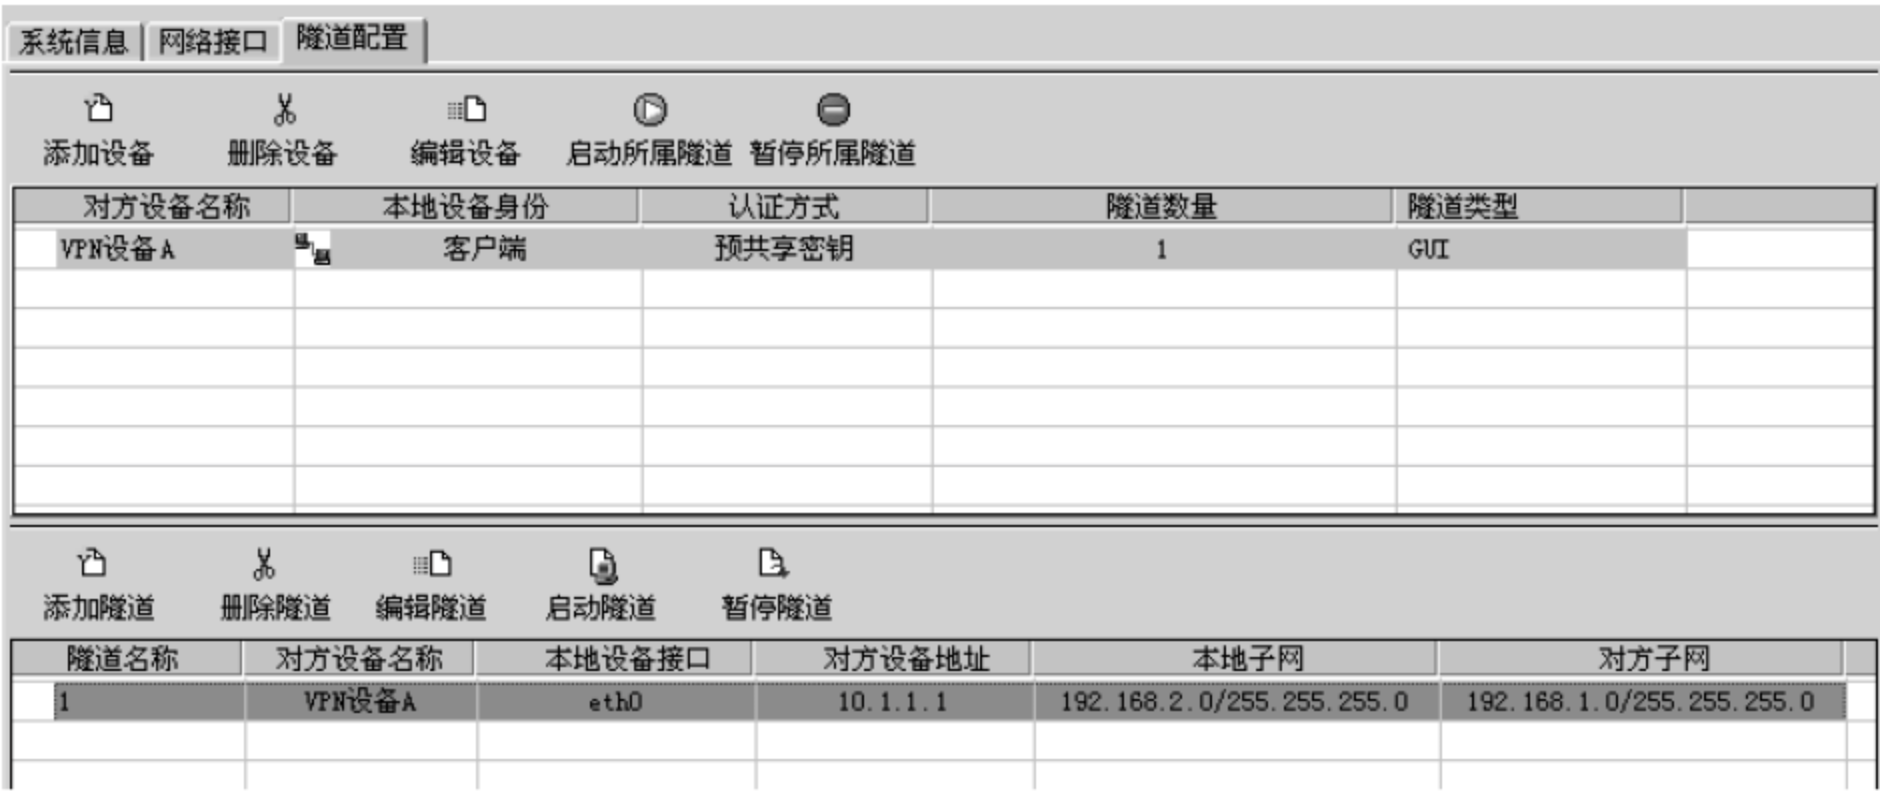 系统信息 网络接口 隧道配置
添加设备 删除设备 编辑设备 启动所属隧道 暂停所属隧道
对方设备名称 本地设备身份 认证方式 隧道数量 隧道类型
VPN设备A 客户端 预共享密钥 1 GUI
添加隧道 删除隧道 编辑隧道 启动隧道 暂停隧道
隧道名称 对方设备名称 本地设备接口 对方设备地址 本地子网 对方子网
1 VPN设备A eth0 10.1.1.1 192.168.2.0/255.255.255.0 192.168.1.0/255.255.255.0